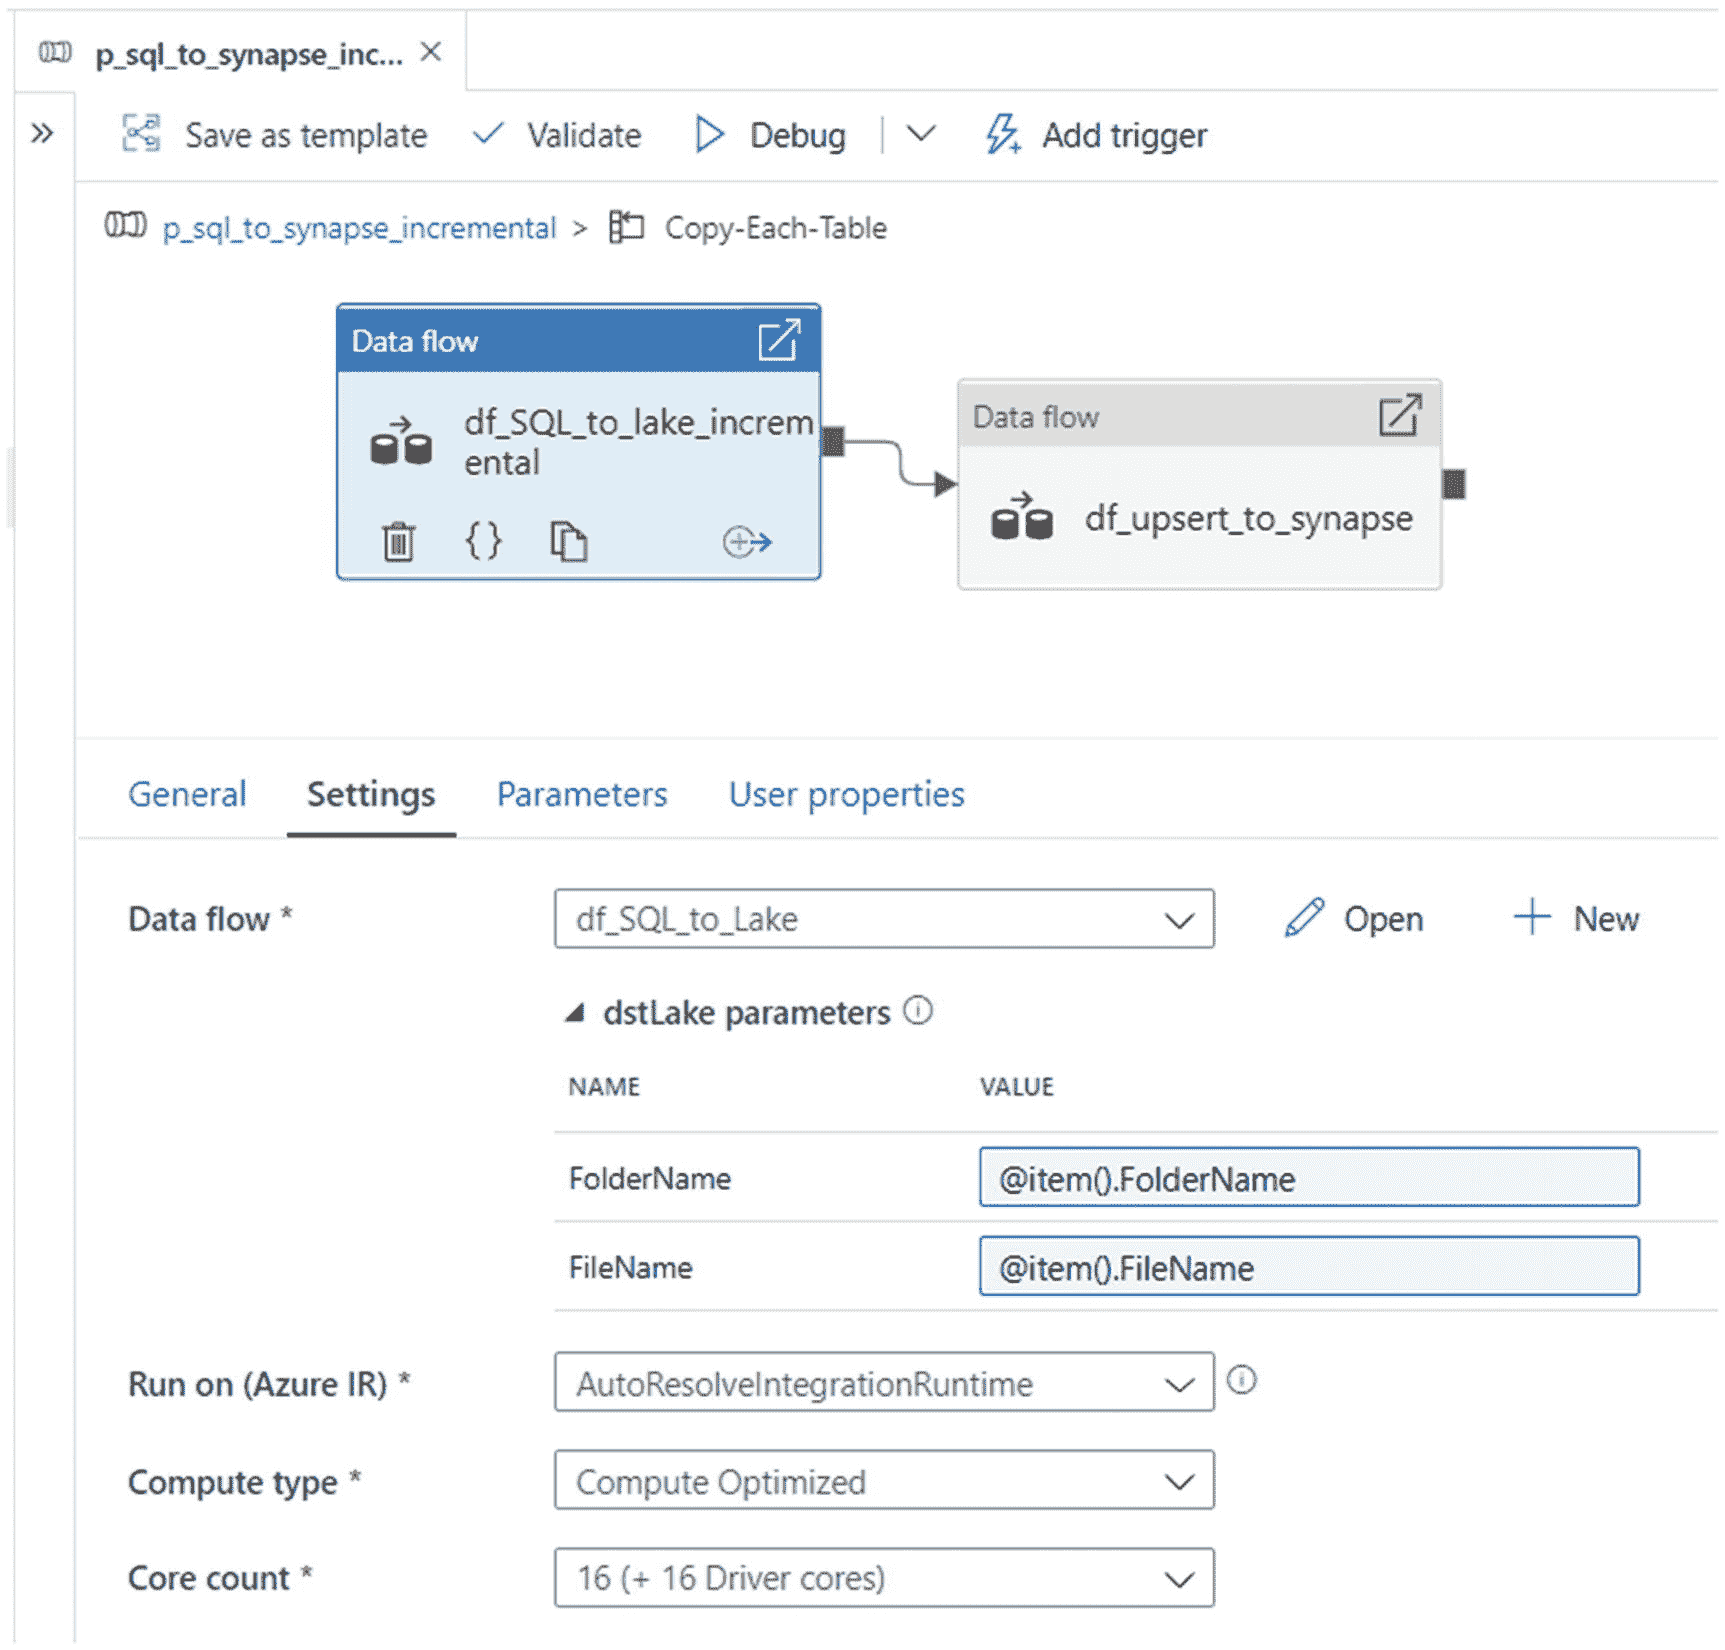 p_sql_to_synapse_inc...
Save as template Validate Debug Add trigger
p_sql_to_synapse_incremental > Copy-Each-Table
Data flow
df_SQL_to_lake_increm
ental
Data flow
df_upsert_to_synapse
General Settings Parameters User properties
Data flow * df_SQL_to_Lake Open New
dstLake parameters
NAME VALUE
FolderName @item().FolderName
FileName @item().FileName
Run on (Azure IR) * AutoResolveIntegrationRuntime
Compute type * Compute Optimized
Core count * 16 (+ 16 Driver cores)